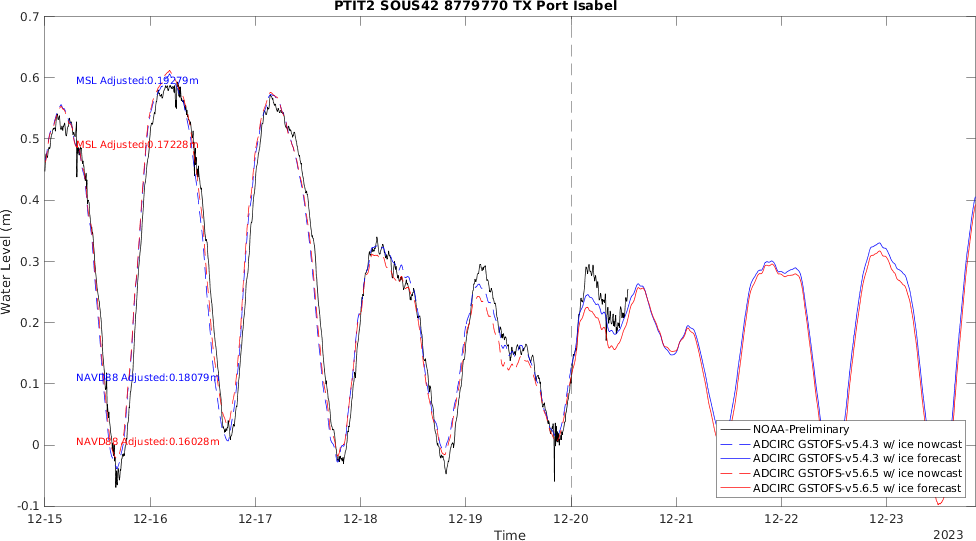 PTIT2 SOUS42 8779770 TX Port Isabel
0.7
0.6
0.5
0.4
0.3
0.2
0.1
0
-0.1
Water Level (m)
MSL Adjusted:0.19279m
MSL Adjusted:0.17228m
NAVD88 Adjusted:0.18079m
NAVD88 Adjusted:0.16028m
NOAA-Preliminary
ADCIRC GSTOFS-v5.4.3 w/ ice nowcast
ADCIRC GSTOFS-v5.4.3 w/ ice forecast
ADCIRC GSTOFS-v5.6.5 w/ ice nowcast
ADCIRC GSTOFS-v5.6.5 w/ ice forecast
12-15 12-16 12-17 12-18 12-19 12-20 12-21 12-22 12-23
Time
2023